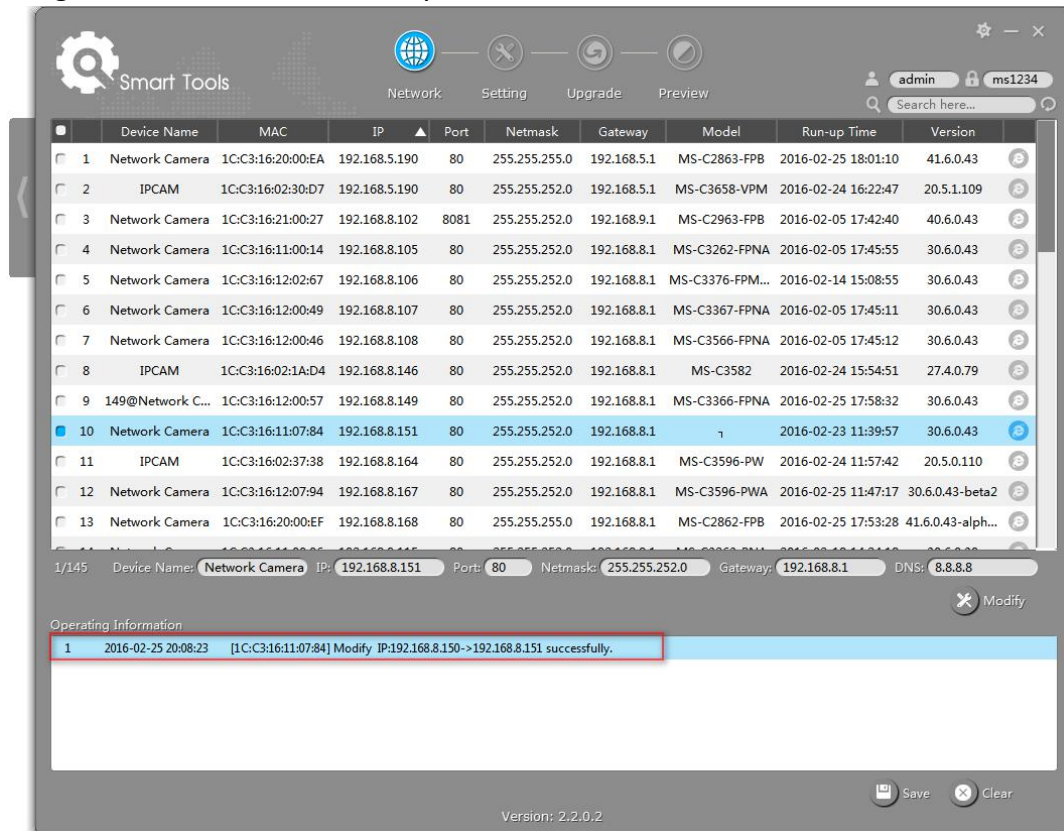 Smart Tools
Network Setting Upgrade Preview
admin ms1234
Search here...
Device Name MAC IP Port Netmask Gateway Model Run-up Time Version
1 Network Camera 1C:C3:16:20:00:EA 192.168.5.190 80 255.255.255.0 192.168.5.1 MS-C2863-FPB 2016-02-25 18:01:10 41.6.0.43
2 IPCAM 1C:C3:16:02:30:D7 192.168.5.190 80 255.255.252.0 192.168.5.1 MS-C3658-VPM 2016-02-24 16:22:47 20.5.1.109
3 Network Camera 1C:C3:16:21:00:27 192.168.8.102 8081 255.255.252.0 192.168.9.1 MS-C2963-FPB 2016-02-05 17:42:40 40.6.0.43
4 Network Camera 1C:C3:16:11:00:14 192.168.8.105 80 255.255.252.0 192.168.8.1 MS-C3262-FPNA 2016-02-05 17:45:55 30.6.0.43
5 Network Camera 1C:C3:16:12:02:67 192.168.8.106 80 255.255.252.0 192.168.8.1 MS-C3376-FPM... 2016-02-14 15:08:55 30.6.0.43
6 Network Camera 1C:C3:16:12:00:49 192.168.8.107 80 255.255.252.0 192.168.8.1 MS-C3367-FPNA 2016-02-05 17:45:11 30.6.0.43
7 Network Camera 1C:C3:16:12:00:46 192.168.8.108 80 255.255.252.0 192.168.8.1 MS-C3566-FPNA 2016-02-05 17:45:12 30.6.0.43
8 IPCAM 1C:C3:16:02:1A:D4 192.168.8.146 80 255.255.252.0 192.168.8.1 MS-C3582 2016-02-24 15:54:51 27.4.0.79
9 149@Network C... 1C:C3:16:12:00:57 192.168.8.149 80 255.255.252.0 192.168.8.1 MS-C3366-FPNA 2016-02-25 17:58:32 30.6.0.43
10 Network Camera 1C:C3:16:11:07:84 192.168.8.151 80 255.255.252.0 192.168.8.1 2016-02-23 11:39:57 30.6.0.43
11 IPCAM 1C:C3:16:02:37:38 192.168.8.164 80 255.255.252.0 192.168.8.1 MS-C3596-PW 2016-02-24 11:57:42 20.5.0.110
12 Network Camera 1C:C3:16:12:07:94 192.168.8.167 80 255.255.252.0 192.168.8.1 MS-C3596-PWA 2016-02-25 11:47:17 30.6.0.43-beta2
13 Network Camera 1C:C3:16:20:00:EF 192.168.8.168 80 255.255.252.0 192.168.8.1 MS-C2862-FPB 2016-02-25 17:53:28 41.6.0.43-alph...
1/145 Device Name: Network Camera IP: 192.168.8.151 Port: 80 Netmask: 255.255.252.0 Gateway: 192.168.8.1 DNS: 8.8.8.8
Modify
Operating Information
1 2016-02-25 20:08:23 [1C:C3:16:11:07:84] Modify IP:192.168.8.150->192.168.8.151 successfully.
Save Clear
Version: 2.2.0.2